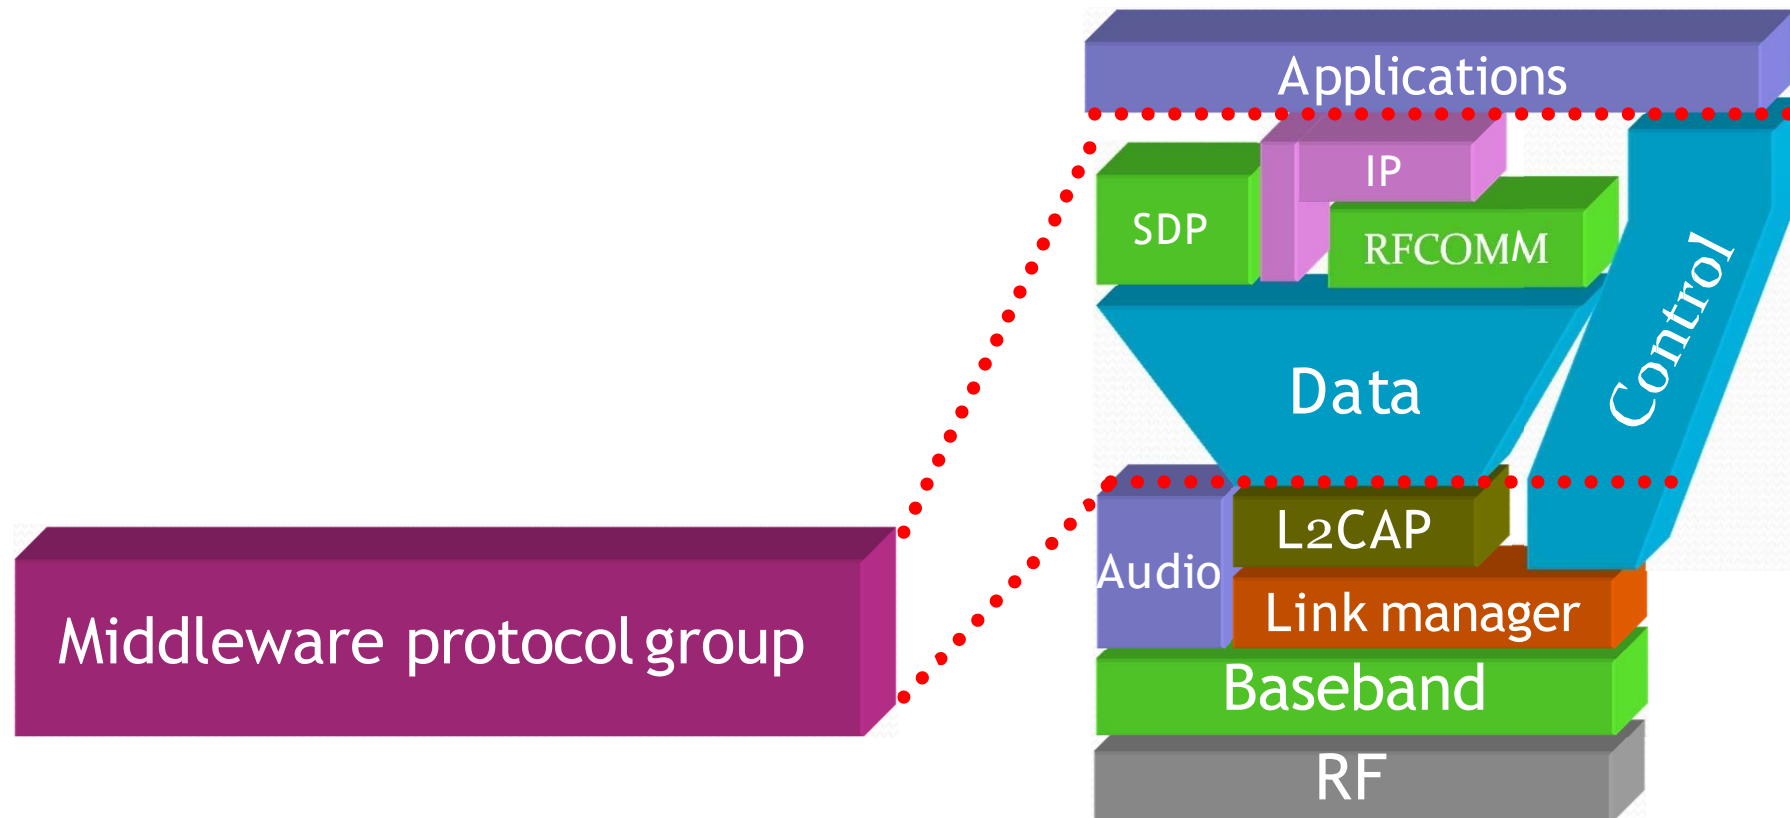 Applications
IP
SDP
RFCOMM
Control
Data
L2CAP
Audio
Link manager
Middleware protocol group
Baseband
RF